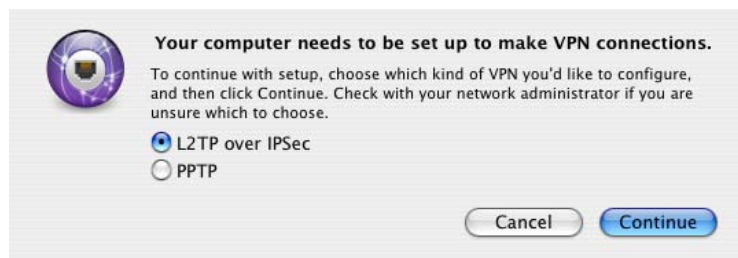 Your computer needs to be set up to make VPN connections.
To continue with setup, choose which kind of VPN you'd like to configure,
and then click Continue. Check with your network administrator if you are
unsure which to choose.
L2TP over IPSec
PPTP
Cancel Continue